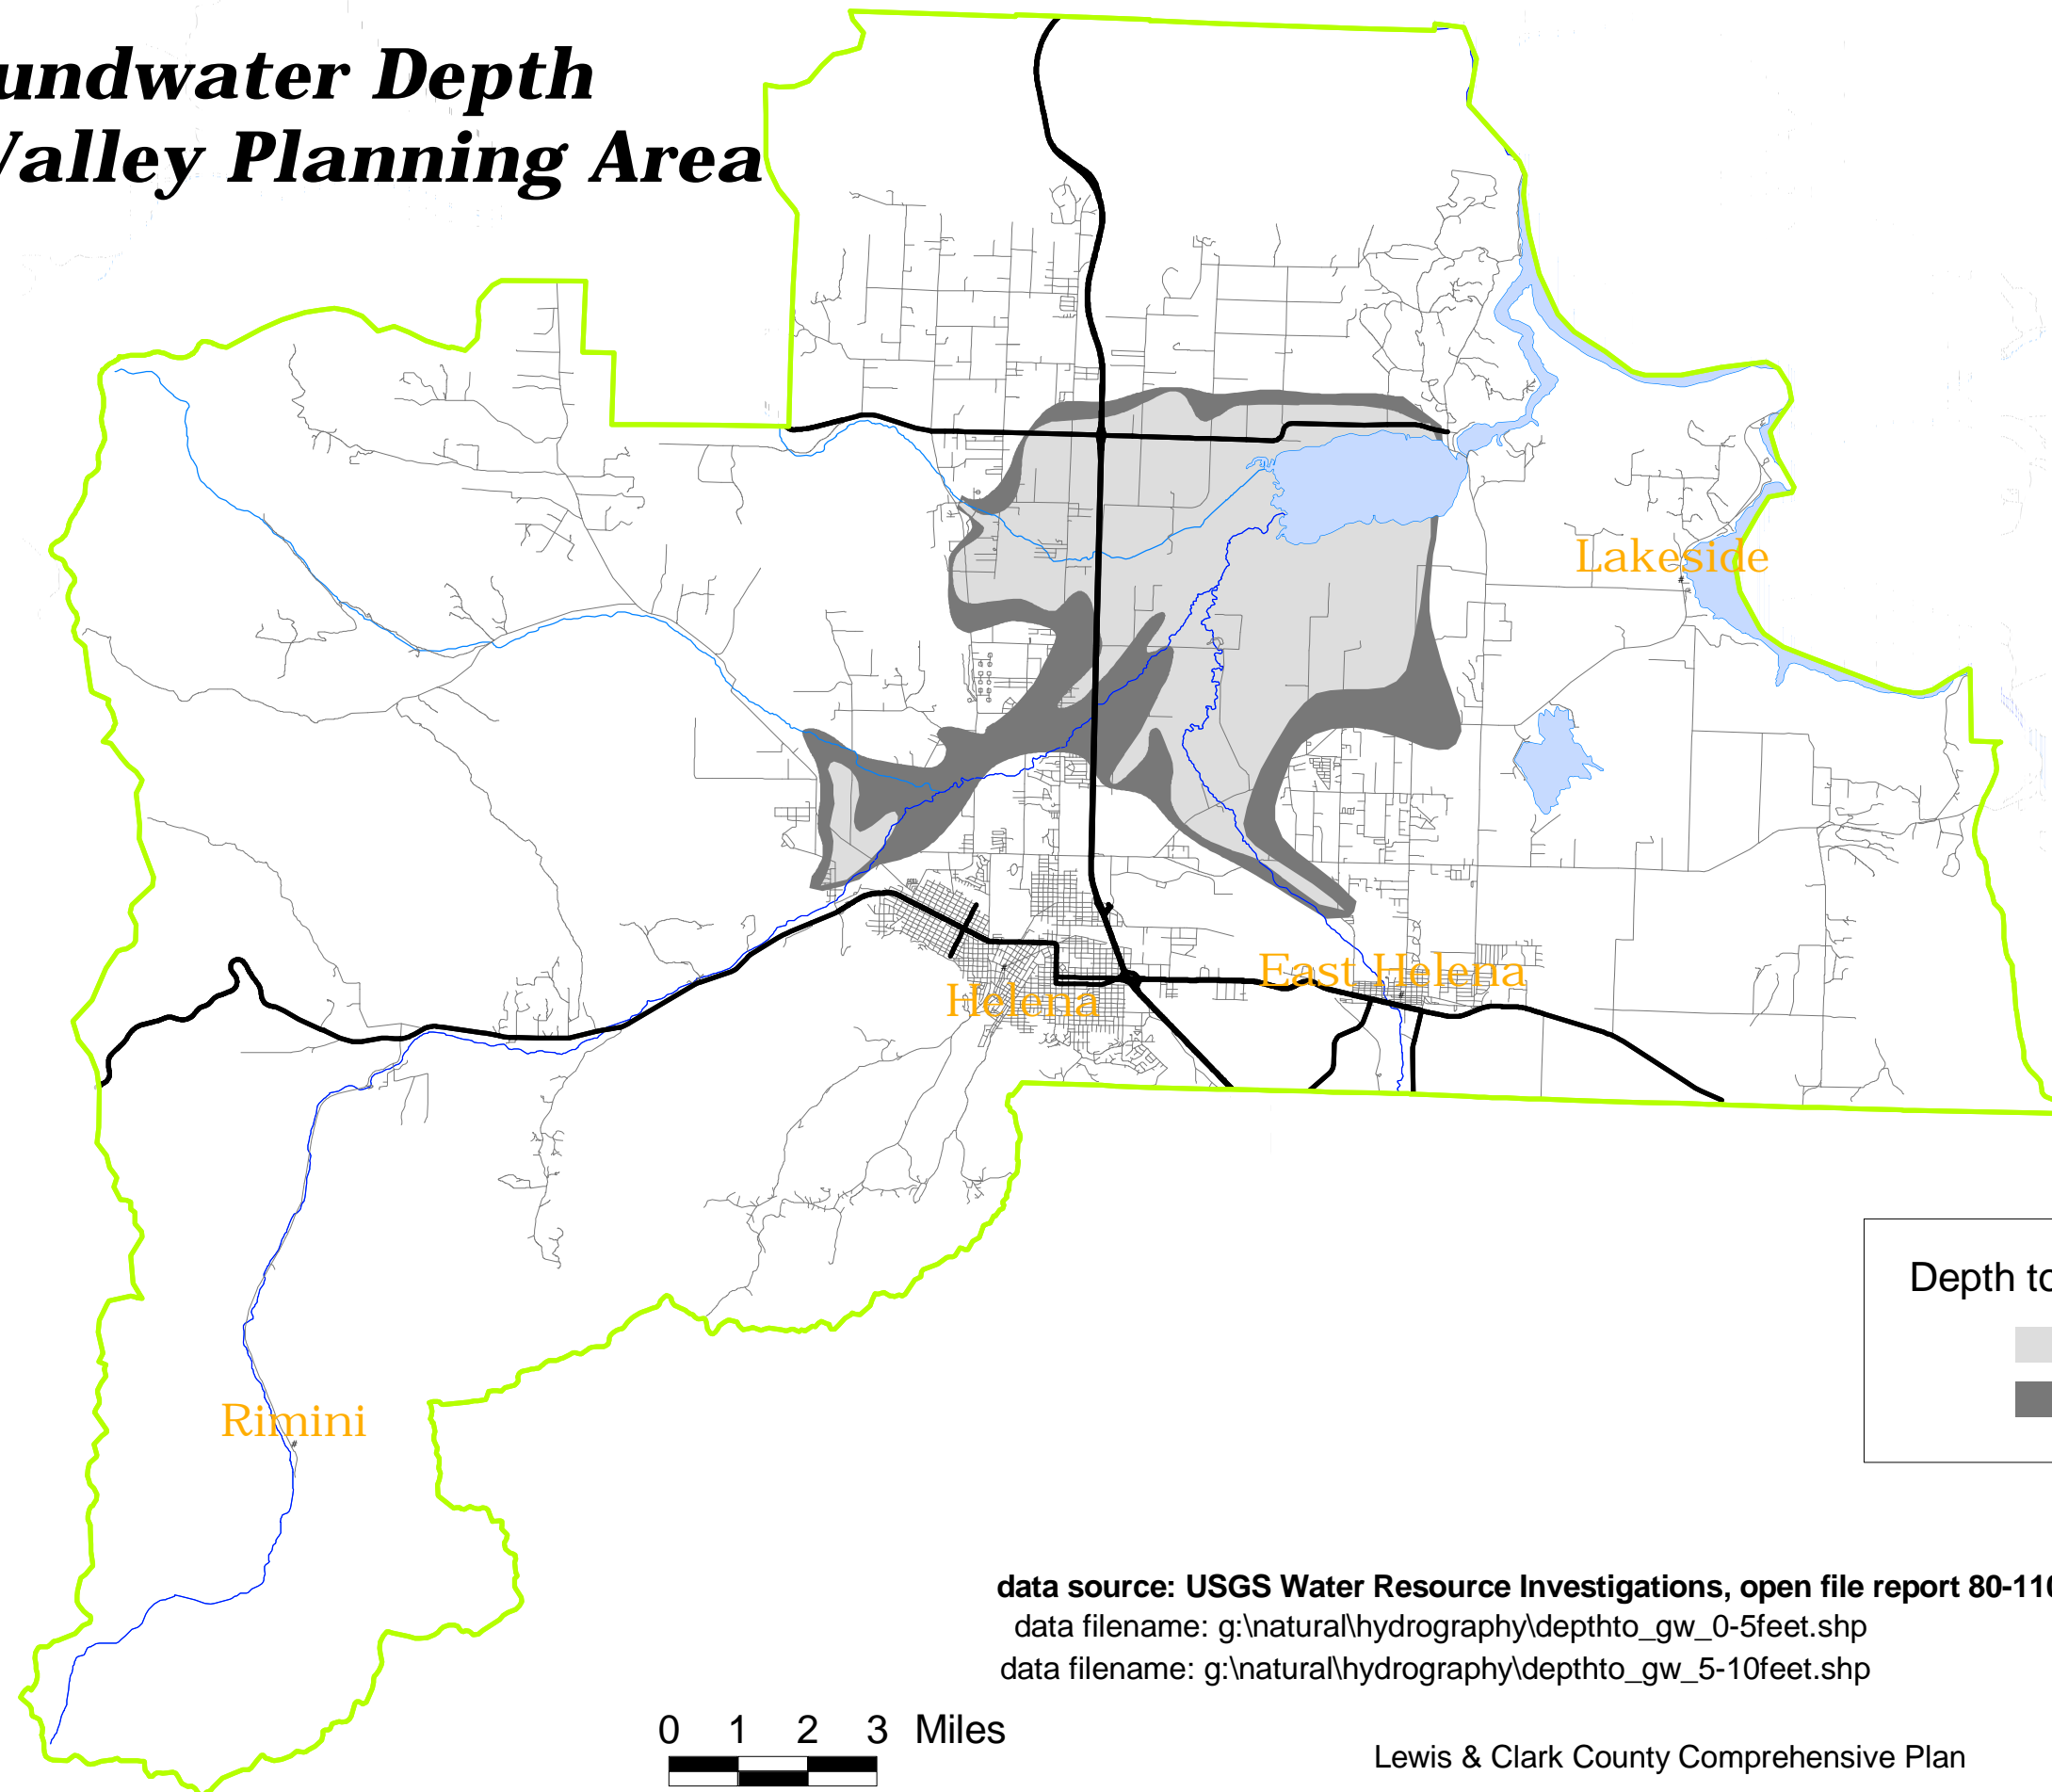 undwater Depth
Valley Planning Area
Lakeside
East Helena
Helena
Depth to
Rimini
data source: USGS Water Resource Investigations, open file report 80-110
data filename: g:\natural\hydrography\depthto_gw_0-5feet.shp
data filename: g:\natural\hydrography\depthto_gw_5-10feet.shp
0 1 2 3 Miles
Lewis & Clark County Comprehensive Plan